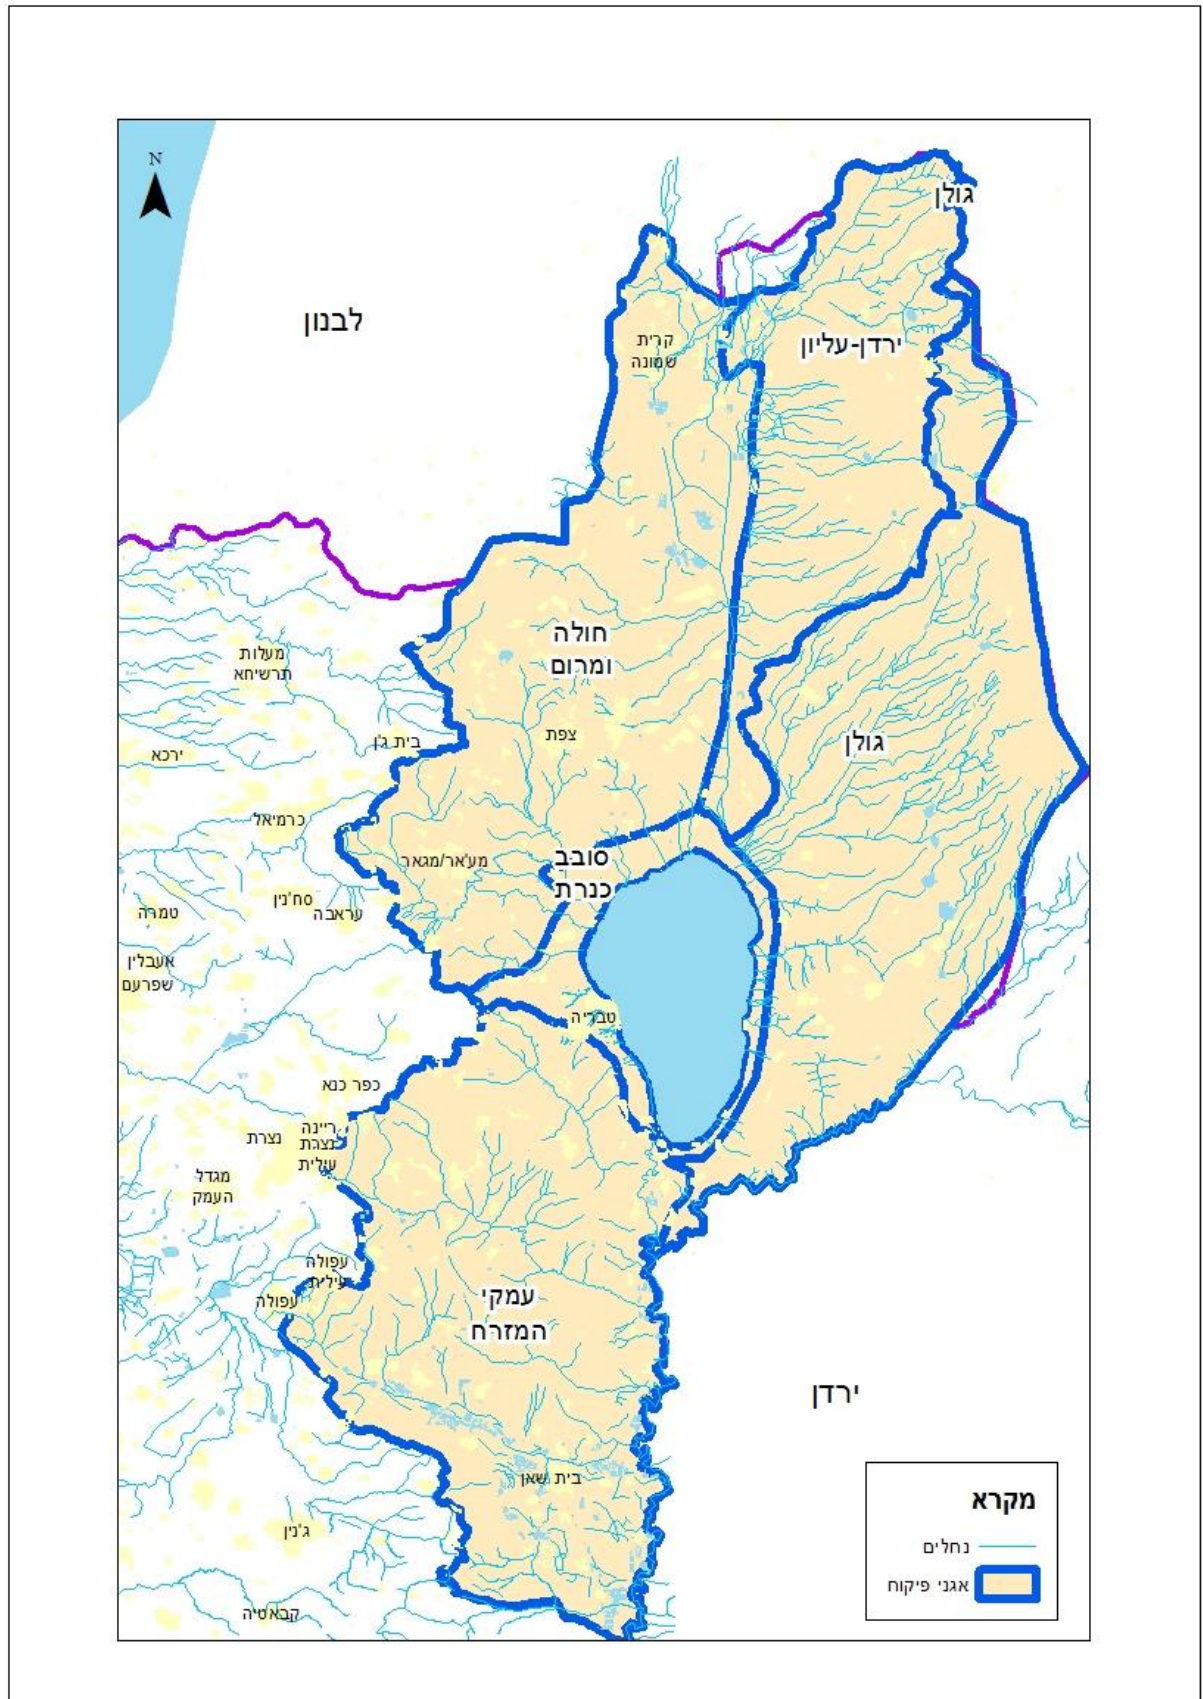 N
גולן
לבנון
ירדן-עליון
קרית
שמונה
חולה
ומרום
מעלות
תרשיחא
צפת
בית ג'ן
גולן
ירכא
כרמיאל
סובב
כנרת
מע'אר/מגאר
סח'נין
עראבה
טמרה
אעבלין
שפרעם
טבריה
כפר כנא
ריינה
נצרת
נצרת
עילית
מגדל
העמק
עפולה
עילית
עפולה
עמקי
המזרח
ירדן
בית שאן
ג'נין
קבאטיה
מקרא
נחלים
אגני פיקוח